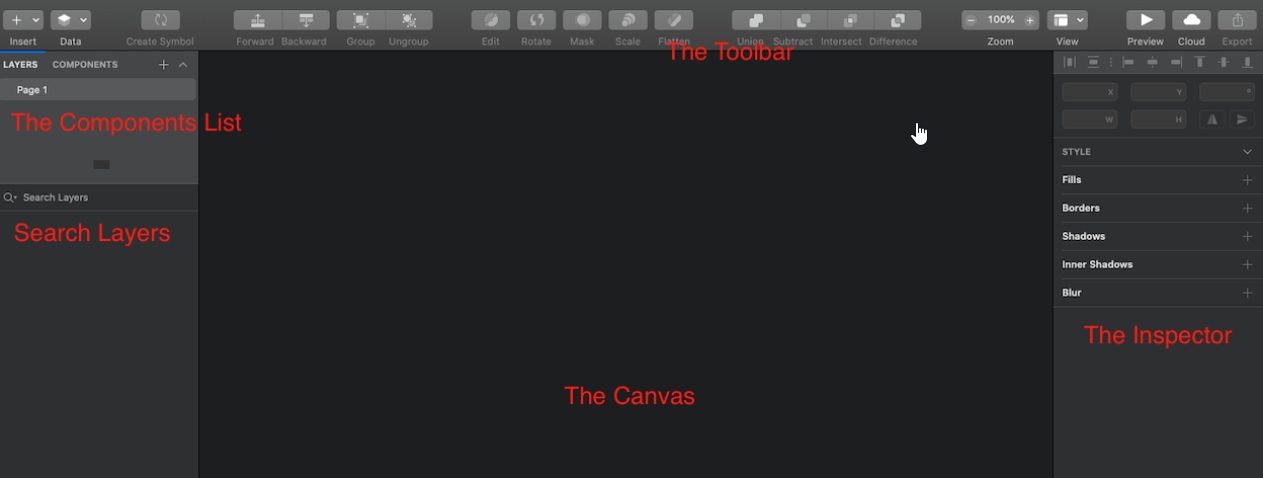 100%
Insert Data Create Symbol Forward Backward Group Ungroup Edit Rotate Mask Scale Flatten Union Subtract Intersect Difference Zoom View Preview Cloud Export
The Toolbar
LAYERS COMPONENTS
Page 1
X Y °
The Components List
W H
STYLE
Fills
Search Layers
Borders
Search Layers
Shadows
Inner Shadows
Blur
The Inspector
The Canvas